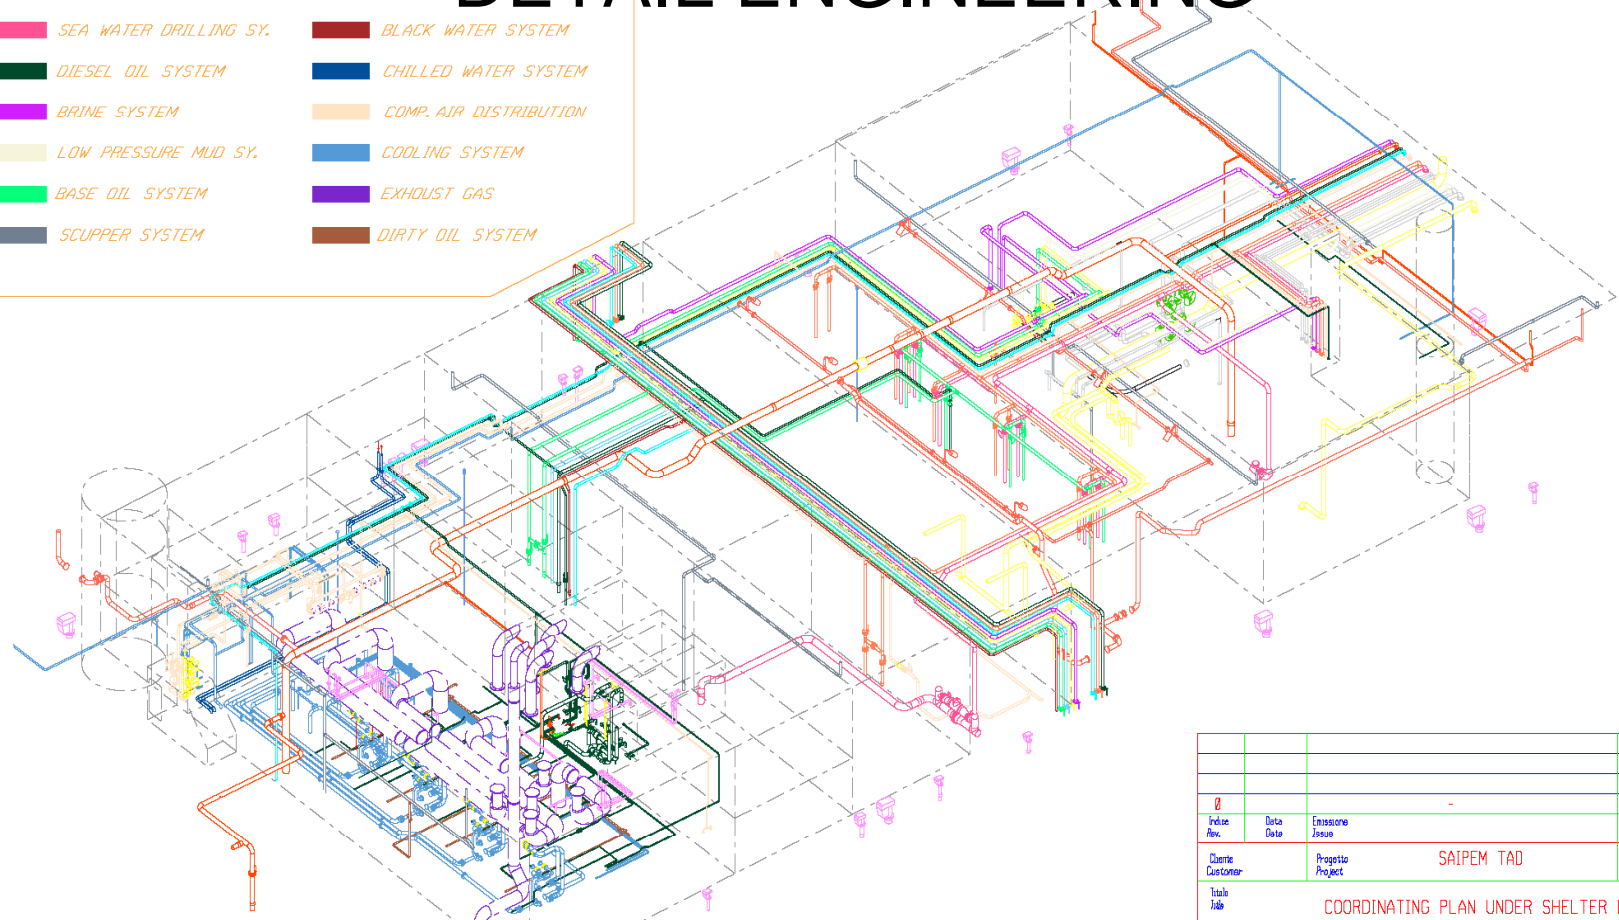 DETAIL ENGINEERING
SEA WATER DRILLING SY.
BLACK WATER SYSTEM
DIESEL OIL SYSTEM
CHILLED WATER SYSTEM
BRINE SYSTEM
COMP. AIR DISTRIBUTION
LOW PRESSURE MUD SY.
COOLING SYSTEM
BASE OIL SYSTEM
EXHOUST GAS
SCUPPER SYSTEM
DIRTY OIL SYSTEM
0 -
Indice Data Emissione
Rev. Date Issue
Cliente Progetto SAIPEM TAD
Customer Project
Titolo
Title
COORDINATING PLAN UNDER SHELTER